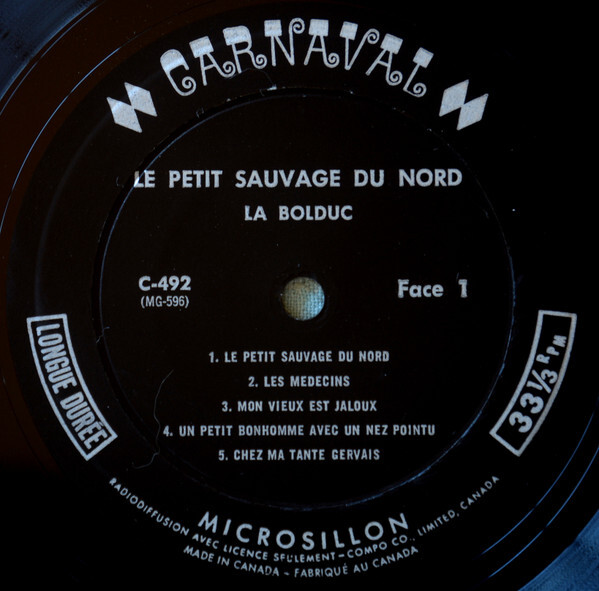 CARNAVAL
LE PETIT SAUVAGE DU NORD
LA BOLDUC
C-492
(MG-596)
Face 1
1. LE PETIT SAUVAGE DU NORD
2. LES MEDECINS
3. MON VIEUX EST JALOUX
4. UN PETIT BONHOMME AVEC UN NEZ POINTU
5. CHEZ MA TANTE GERVAIS
LONGUE DURÉE
33 1/3 RPM
MICROSILLON
RADIODIFFUSION AVEC LICENCE SEULEMENT - COMPO CO., LIMITED, CANADA
MADE IN CANADA - FABRIQUÉ AU CANADA